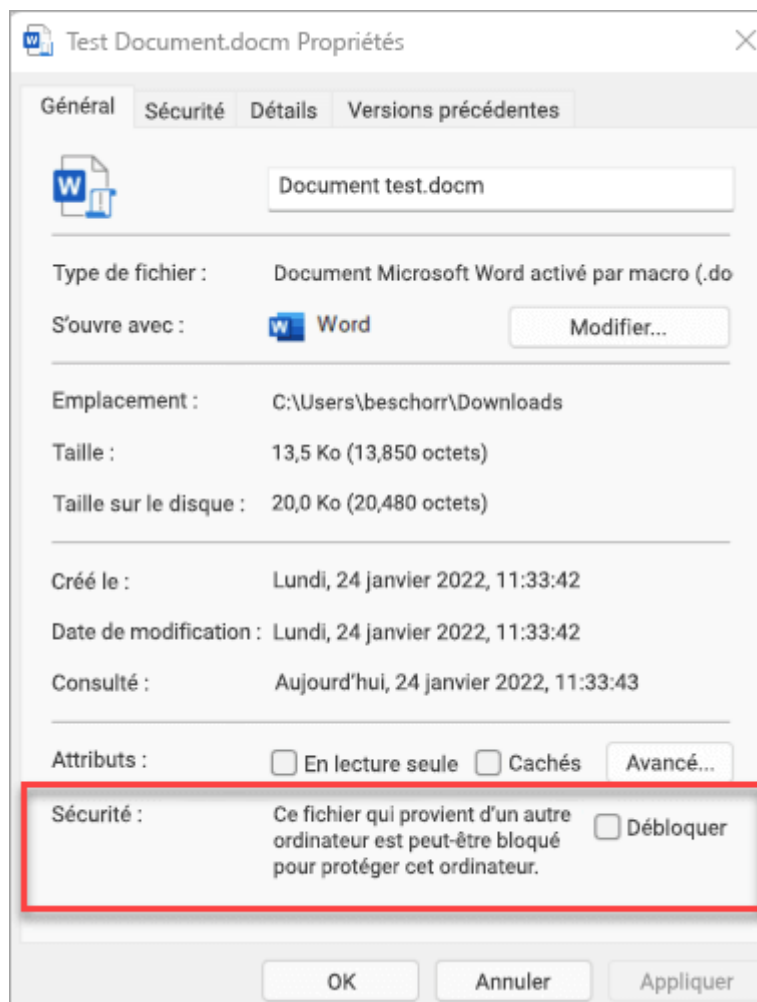 Test Document.docm Propriétés
Général Sécurité Détails Versions précédentes
Document test.docm
Type de fichier : Document Microsoft Word activé par macro (.do
S'ouvre avec : Word Modifier...
Emplacement : C:\Users\beschorr\Downloads
Taille : 13,5 Ko (13,850 octets)
Taille sur le disque : 20,0 Ko (20,480 octets)
Créé le : Lundi, 24 janvier 2022, 11:33:42
Date de modification : Lundi, 24 janvier 2022, 11:33:42
Consulté : Aujourd'hui, 24 janvier 2022, 11:33:43
Attributs : En lecture seule Cachés Avancé...
Sécurité : Ce fichier qui provient d'un autre
ordinateur est peut-être bloqué Débloquer
pour protéger cet ordinateur.
OK Annuler Appliquer